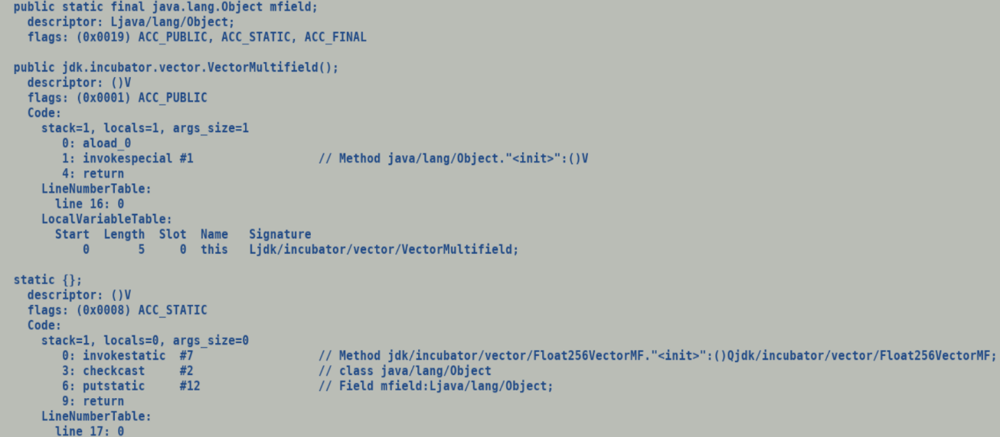 public static final java.lang.Object mfield;
descriptor: Ljava/lang/Object;
flags: (0x0019) ACC_PUBLIC, ACC_STATIC, ACC_FINAL
public jdk.incubator.vector.VectorMultifield();
descriptor: ()V
flags: (0x0001) ACC_PUBLIC
Code:
stack=1, locals=1, args_size=1
0: aload_0
1: invokespecial #1 // Method java/lang/Object."<init>":()V
4: return
LineNumberTable:
line 16: 0
LocalVariableTable:
Start Length Slot Name Signature
0 5 0 this Ljdk/incubator/vector/VectorMultifield;
static {};
descriptor: ()V
flags: (0x0008) ACC_STATIC
Code:
stack=1, locals=0, args_size=0
0: invokestatic #7 // Method jdk/incubator/vector/Float256VectorMF."<init>":()Qjdk/incubator/vector/Float256VectorMF;
3: checkcast #2 // class java/lang/Object
6: putstatic #12 // Field mfield:Ljava/lang/Object;
9: return
LineNumberTable:
line 17: 0